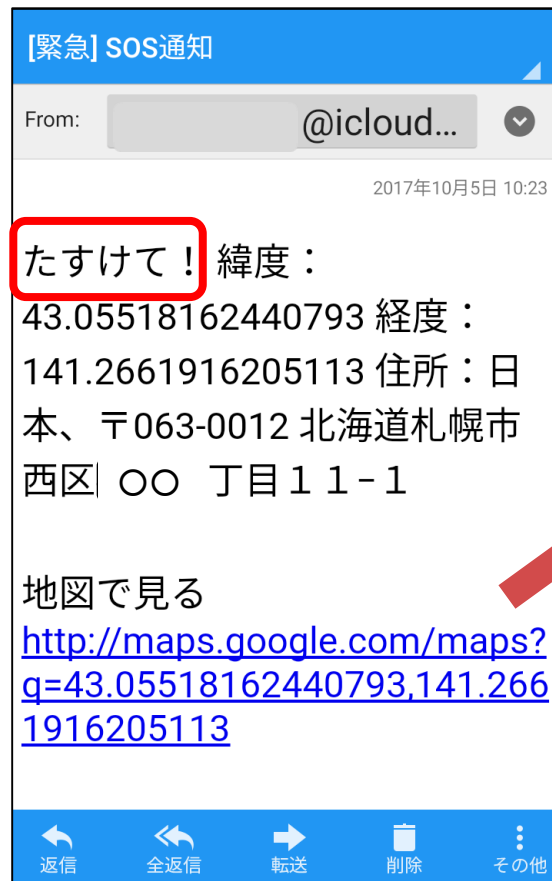 [緊急] SOS通知
From: @icloud...
2017年10月5日 10:23
たすけて！ 緯度：
43.05518162440793 経度：
141.2661916205113 住所：日
本、〒063-0012 北海道札幌市
西区 〇〇 丁目１１−１
地図で見る
http://maps.google.com/maps?
q=43.05518162440793,141.266
1916205113
返信 全返信 転送 削除 その他